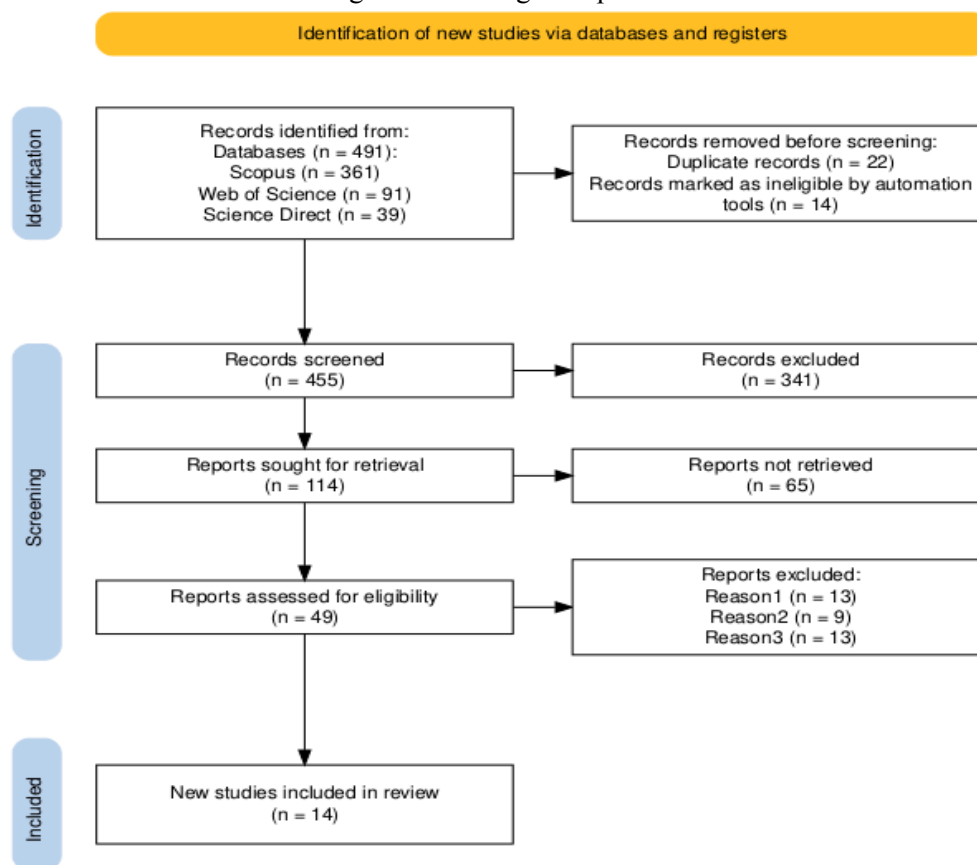 Identification of new studies via databases and registers
Identification
Records identified from:
Databases (n = 491):
Scopus (n = 361)
Web of Science (n = 91)
Science Direct (n = 39)
Records removed before screening:
Duplicate records (n = 22)
Records marked as ineligible by automation
tools (n = 14)
Screening
Records screened
(n = 455)
Records excluded
(n = 341)
Reports sought for retrieval
(n = 114)
Reports not retrieved
(n = 65)
Reports assessed for eligibility
(n = 49)
Reports excluded:
Reason1 (n = 13)
Reason2 (n = 9)
Reason3 (n = 13)
Included
New studies included in review
(n = 14)